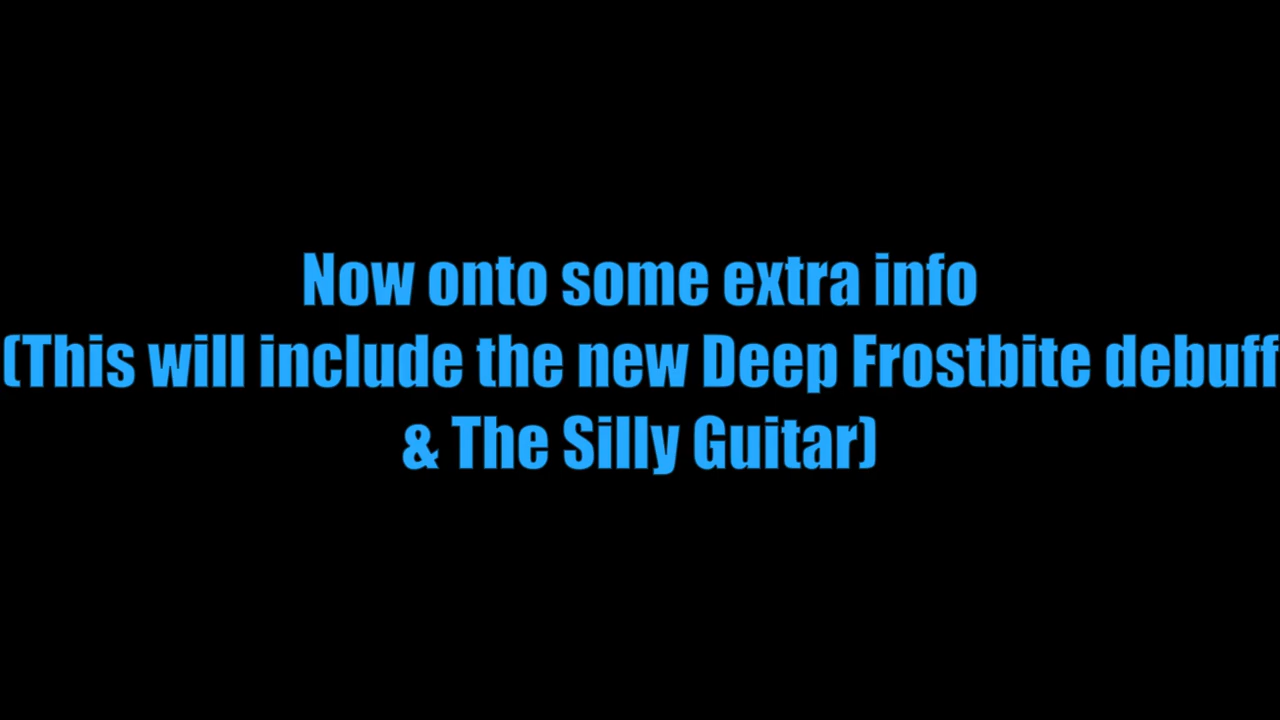 Now onto some extra info
(This will include the new Deep Frostbite debuff
& The Silly Guitar)